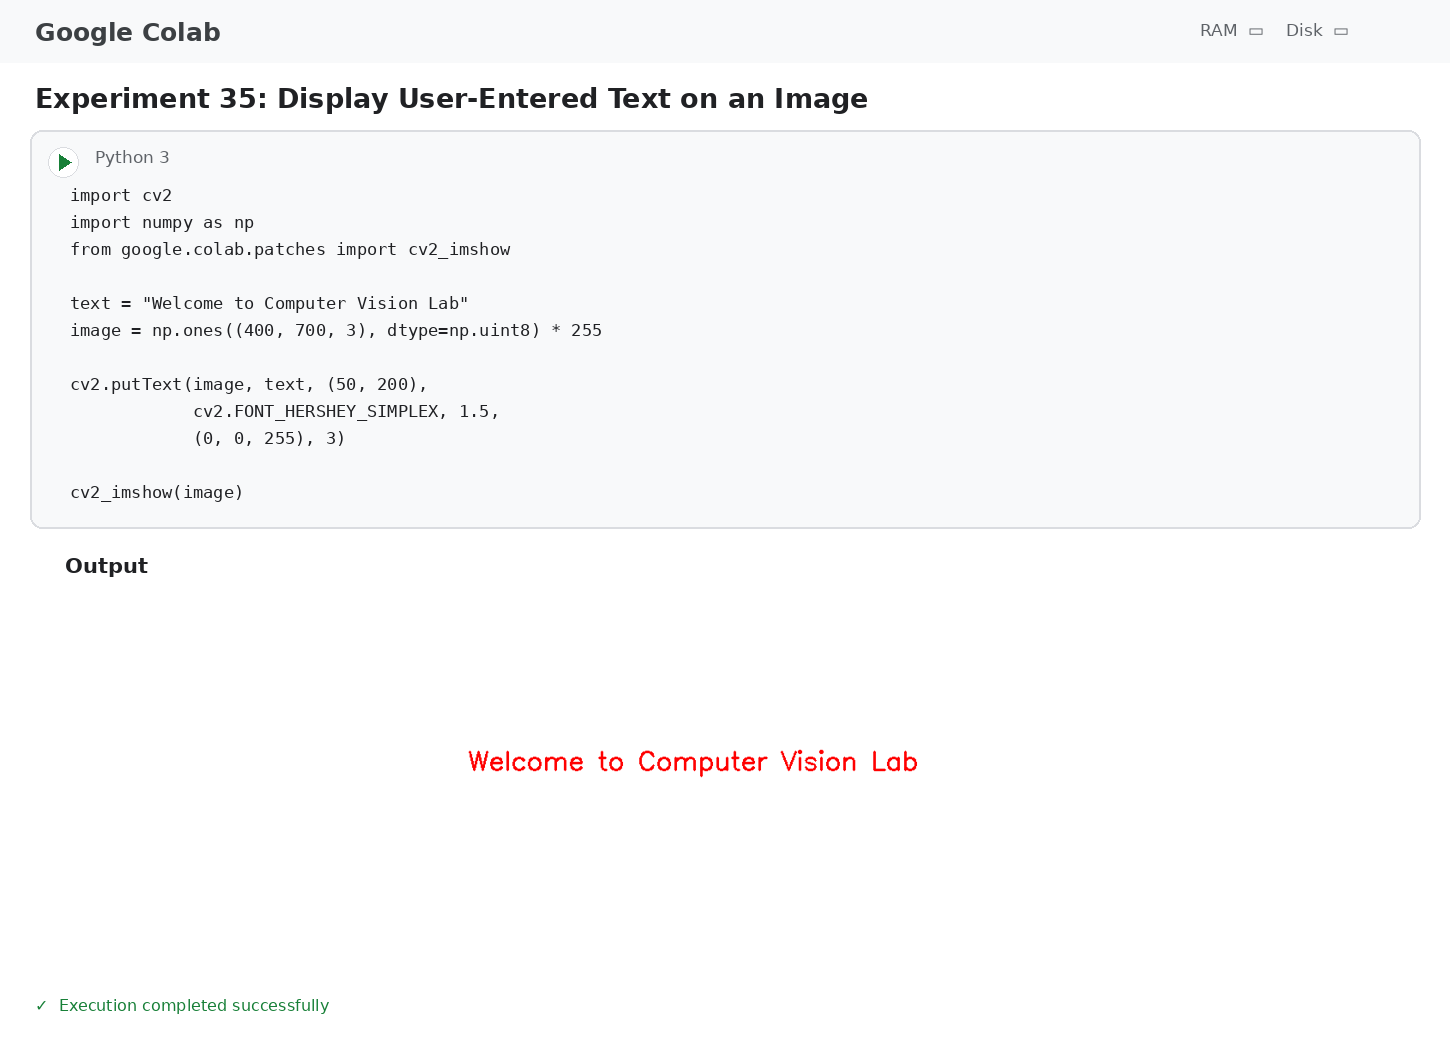 Google Colab
RAM ▭ Disk ▭
Experiment 35: Display User-Entered Text on an Image
Python 3
import cv2
import numpy as np
from google.colab.patches import cv2_imshow
text = "Welcome to Computer Vision Lab"
image = np.ones((400, 700, 3), dtype=np.uint8) * 255
cv2.putText(image, text, (50, 200),
            cv2.FONT_HERSHEY_SIMPLEX, 1.5,
            (0, 0, 255), 3)
cv2_imshow(image)
Output
Welcome to Computer Vision Lab
✓ Execution completed successfully